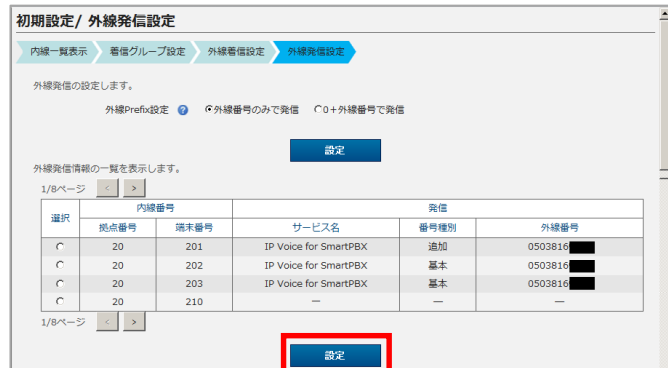 初期設定/ 外線発信設定
内線一覧表示 着信グループ設定 外線着信設定 外線発信設定
外線発信の設定します。
外線Prefix設定 ? 外線番号のみで発信 0+外線番号で発信
設定
外線発信情報の一覧を表示します。
1/8ページ < >
選択 内線番号 発信
拠点番号 端末番号 サービス名 番号種別 外線番号
20 201 IP Voice for SmartPBX 追加 0503816
20 202 IP Voice for SmartPBX 基本 0503816
20 203 IP Voice for SmartPBX 基本 0503816
20 210 — — —
1/8ページ < >
設定